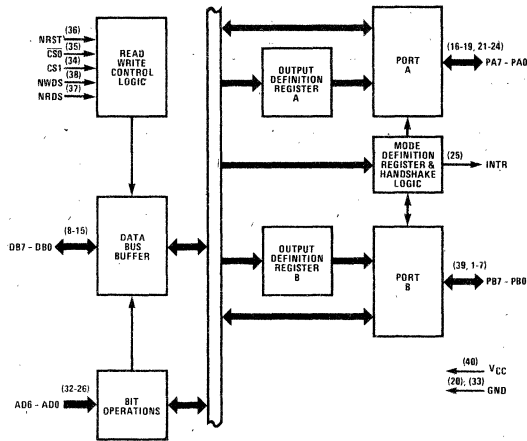 NRST (36)
CS0 (35)
CS1 (34)
NWDS (38)
NRDS (37)
READ
WRITE
CONTROL
LOGIC
OUTPUT
DEFINITION
REGISTER
A
PORT
A
(16-19, 21-24)
PA7 - PA0
MODE
DEFINITION
REGISTER &
HANDSHAKE
LOGIC
(25)
INTR
DB7 - DB0
(8-15)
DATA
BUS
BUFFER
OUTPUT
DEFINITION
REGISTER
B
PORT
B
(39, 1-7)
PB7 - PB0
(40)
VCC
(20); (33)
GND
AD6 - AD0
(32-26)
BIT
OPERATIONS